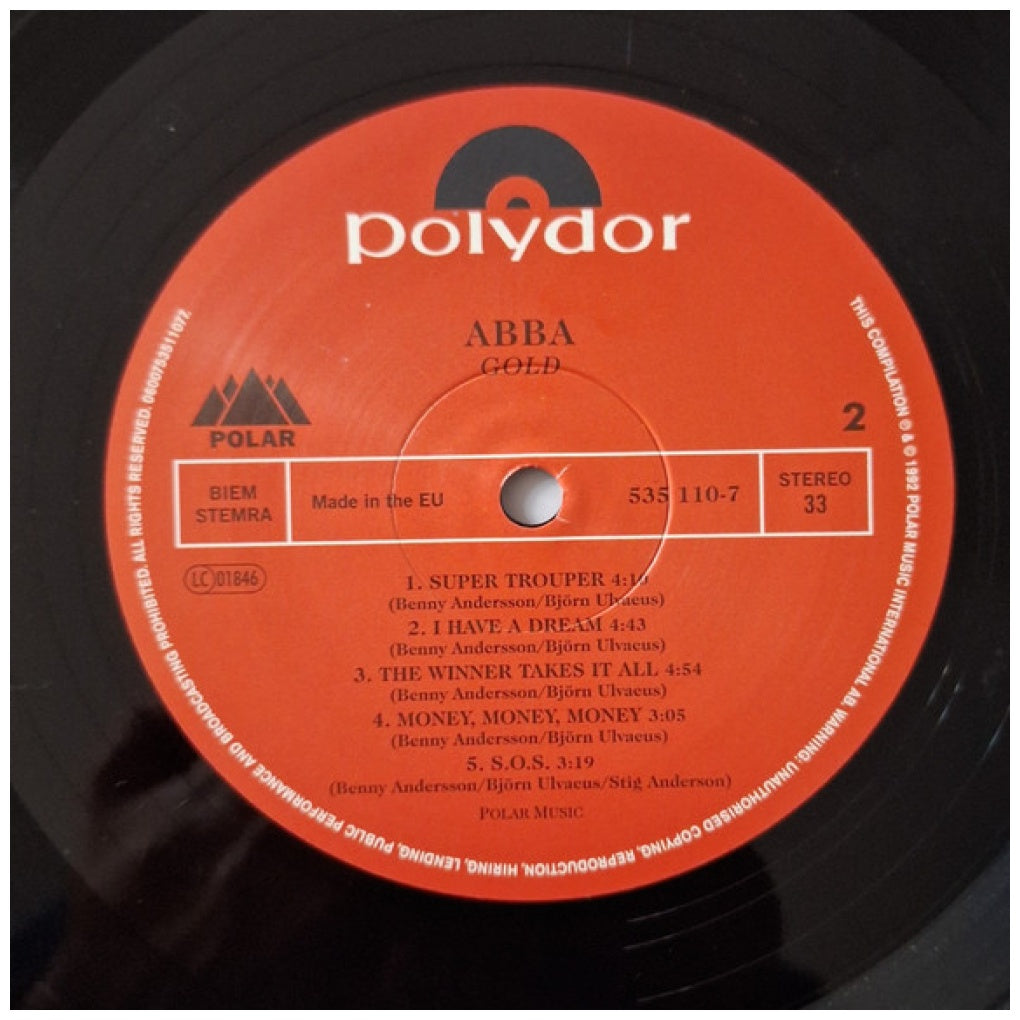 polydor
ABBA
GOLD
POLAR
2
BIEM
STEMRA
Made in the EU
535 110-7
STEREO
33
LC 01846
1. SUPER TROUPER 4:10
(Benny Andersson/Björn Ulvaeus)
2. I HAVE A DREAM 4:43
(Benny Andersson/Björn Ulvaeus)
3. THE WINNER TAKES IT ALL 4:54
(Benny Andersson/Björn Ulvaeus)
4. MONEY, MONEY, MONEY 3:05
(Benny Andersson/Björn Ulvaeus)
5. S.O.S. 3:19
(Benny Andersson/Björn Ulvaeus/Stig Anderson)
POLAR MUSIC
THIS COMPILATION ℗ & © 1992 POLAR MUSIC INTERNATIONAL AB. WARNING: UNAUTHORISED COPYING, REPRODUCTION, HIRING, LENDING, PUBLIC PERFORMANCE AND BROADCASTING PROHIBITED. ALL RIGHTS RESERVED. 0600753511077.